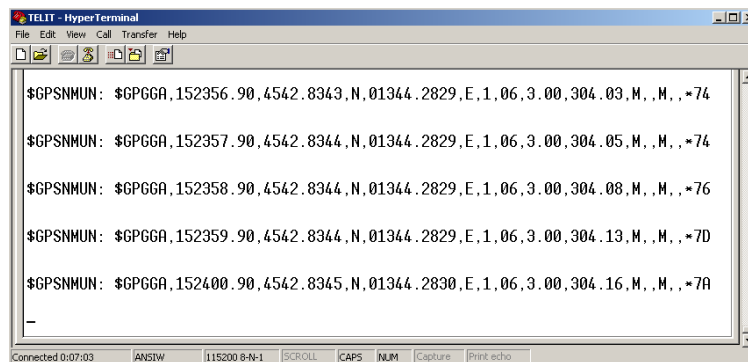 TELIT - HyperTerminal
File Edit View Call Transfer Help
$GPSNMUN: $GPGGA,152356.90,4542.8343,N,01344.2829,E,1,06,3.00,304.03,M,,M,,*74
$GPSNMUN: $GPGGA,152357.90,4542.8344,N,01344.2829,E,1,06,3.00,304.05,M,,M,,*74
$GPSNMUN: $GPGGA,152358.90,4542.8344,N,01344.2829,E,1,06,3.00,304.08,M,,M,,*76
$GPSNMUN: $GPGGA,152359.90,4542.8344,N,01344.2829,E,1,06,3.00,304.13,M,,M,,*7D
$GPSNMUN: $GPGGA,152400.90,4542.8345,N,01344.2830,E,1,06,3.00,304.16,M,,M,,*7A
_
Connected 0:07:03 ANSIW 115200 8-N-1 SCROLL CAPS NUM Capture Print echo